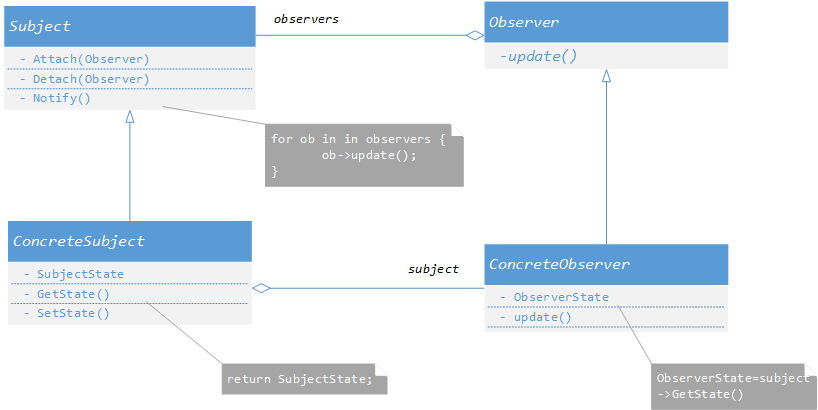 Subject
- Attach(Observer)
- Detach(Observer)
- Notify()
observers
Observer
-update()
for ob in in observers {
ob->update();
}
ConcreteSubject
- SubjectState
- GetState()
- SetState()
subject
ConcreteObserver
- ObserverState
- update()
return SubjectState;
ObserverState=subject
->GetState()